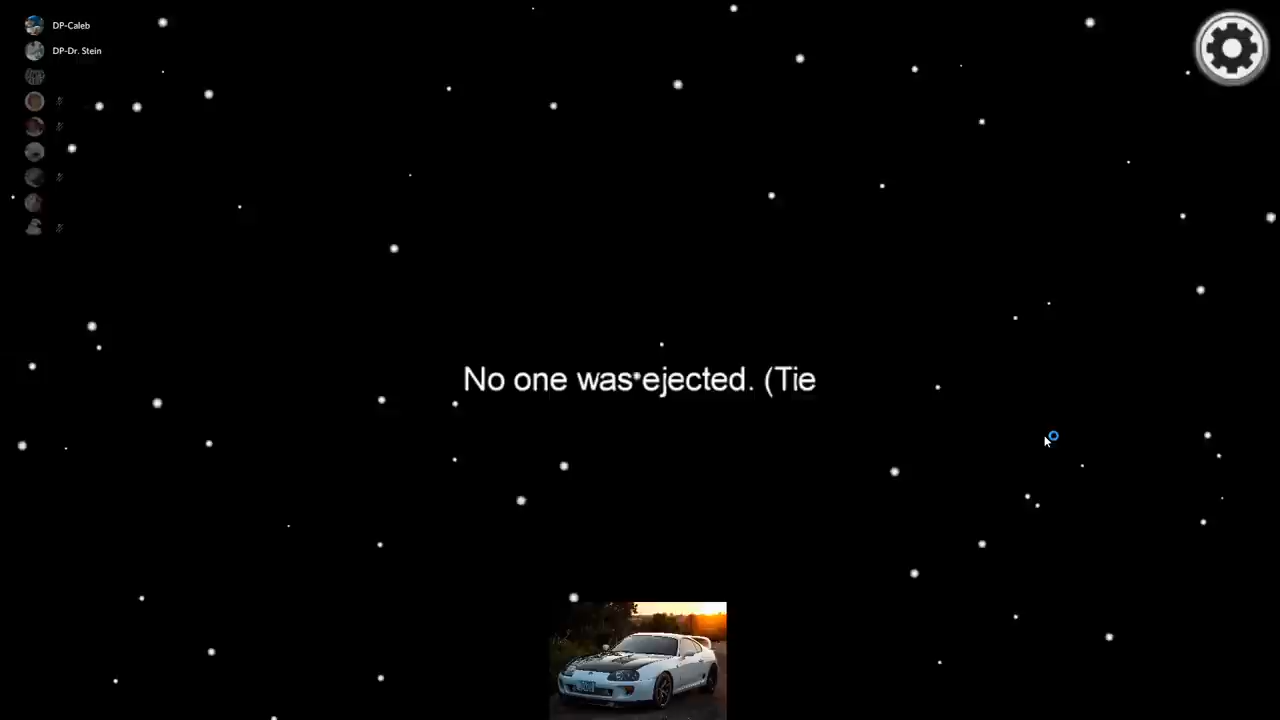 DP-Caleb
DP-Dr. Stein
No one was ejected. (Tie